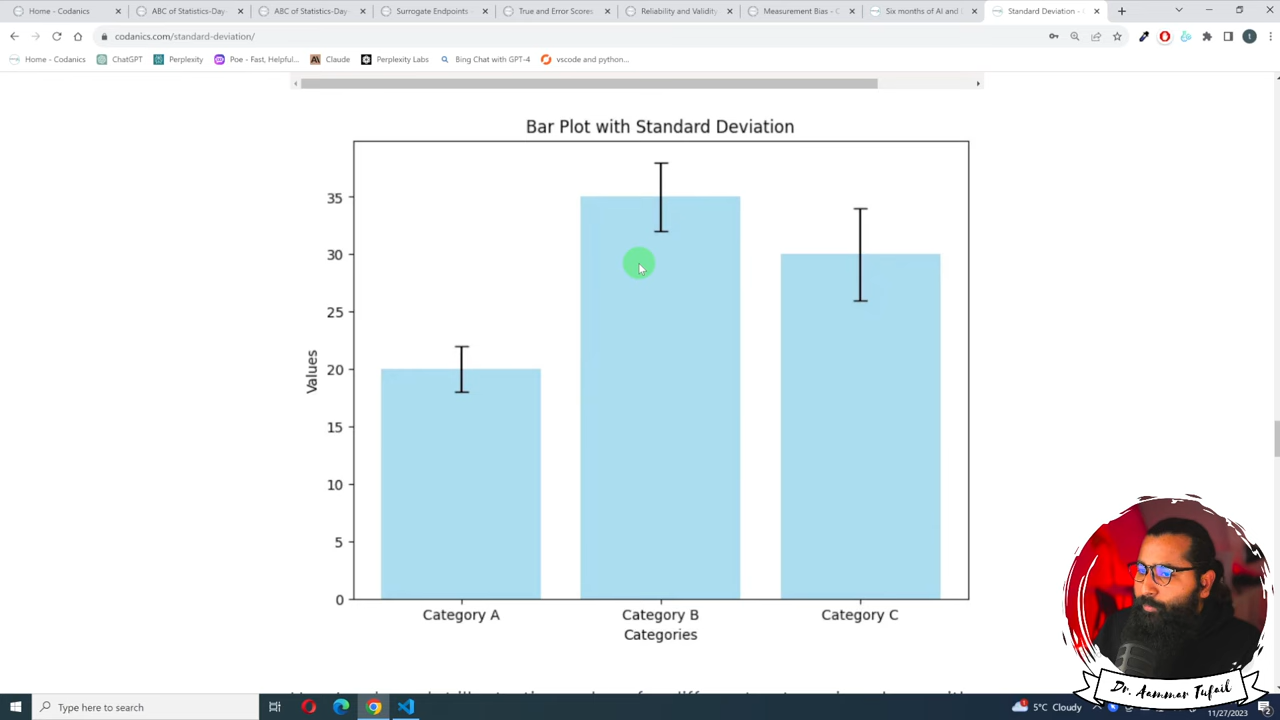 Home - Codanics
ABC of Statistics-Day-
ABC of Statistics-Day-
Surrogate Endpoints -
True and Error Scores
Reliability and Validity
Measurement Bias - C
Six months of AI and
Standard Deviation -
codanics.com/standard-deviation/
Home - Codanics
ChatGPT
Perplexity
Poe - Fast, Helpful...
Claude
Perplexity Labs
Bing Chat with GPT-4
vscode and python...
Bar Plot with Standard Deviation
35
30
25
20
15
10
5
0
Values
Category A
Category B
Category C
Categories
Dr. Aammar Tufail
Type here to search
5°C Cloudy
11/27/2023